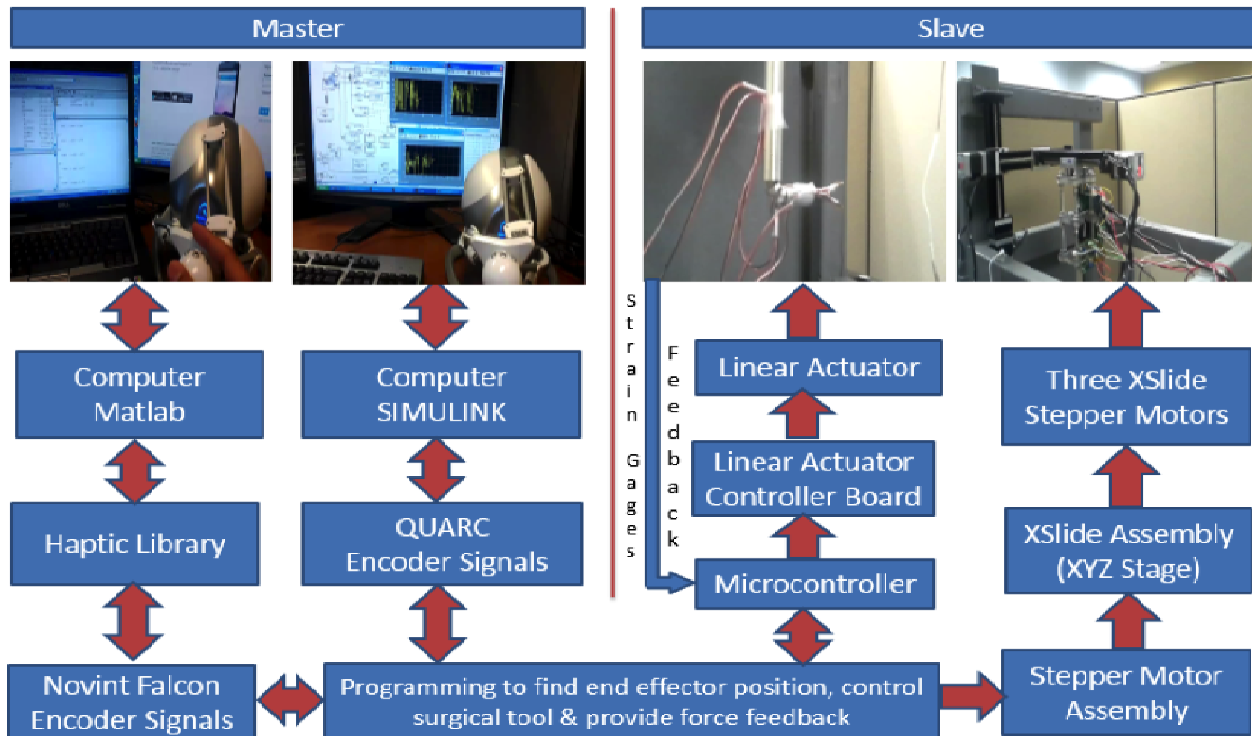 Master
Slave
Computer
Matlab
Computer
SIMULINK
Strain Gages
Feedback
Linear Actuator
Three XSlide
Stepper Motors
Haptic Library
QUARC
Encoder Signals
Linear Actuator
Controller Board
XSlide Assembly
(XYZ Stage)
Microcontroller
Novint Falcon
Encoder Signals
Programming to find end effector position, control
surgical tool & provide force feedback
Stepper Motor
Assembly